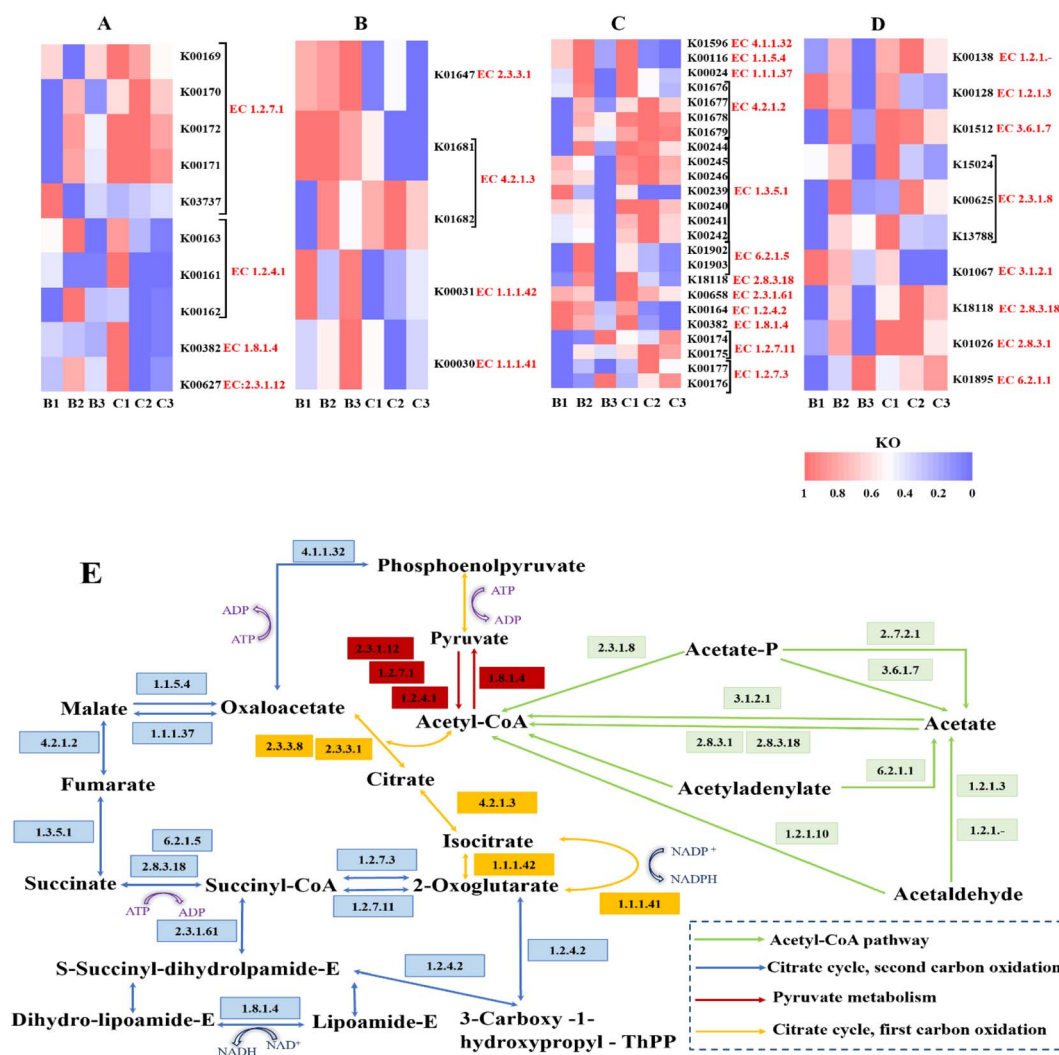 A
B
C
D
K00169
K00170
K00172
K00171
K03737
EC 1.2.7.1
K00163
K00161
K00162
EC 1.2.4.1
K00382 EC 1.8.1.4
K00627 EC:2.3.1.12
B1 B2 B3 C1 C2 C3
K01647 EC 2.3.3.1
K01681
K01682
EC 4.2.1.3
K00031 EC 1.1.1.42
K00030 EC 1.1.1.41
B1 B2 B3 C1 C2 C3
K01596 EC 4.1.1.32
K00116 EC 1.1.5.4
K00024 EC 1.1.1.37
K01676
K01677
K01678
K01679
EC 4.2.1.2
K00244
K00245
K00246
K00239
K00240
K00241
K00242
EC 1.3.5.1
K01902
K01903
EC 6.2.1.5
K18118 EC 2.8.3.18
K00658 EC 2.3.1.61
K00164 EC 1.2.4.2
K00382 EC 1.8.1.4
K00174
K00175
EC 1.2.7.11
K00177
K00176
EC 1.2.7.3
B1 B2 B3 C1 C2 C3
K00138 EC 1.2.1.-
K00128 EC 1.2.1.3
K01512 EC 3.6.1.7
K15024
K00625
K13788
EC 2.3.1.8
K01067 EC 3.1.2.1
K18118 EC 2.8.3.18
K01026 EC 2.8.3.1
K01895 EC 6.2.1.1
B1 B2 B3 C1 C2 C3
KO
1 0.8 0.6 0.4 0.2 0
E
4.1.1.32
Phosphoenolpyruvate
ADP
ATP
ATP
ADP
Pyruvate
2.3.1.12
1.2.7.1
1.2.4.1
1.8.1.4
2.3.1.8
Acetate-P
2..7.2.1
3.6.1.7
1.1.5.4
Malate
Oxaloacetate
1.1.1.37
Acetyl-CoA
3.1.2.1
Acetate
2.8.3.1
2.8.3.18
4.2.1.2
2.3.3.8
2.3.3.1
Fumarate
Citrate
6.2.1.1
Acetyladenylate
1.2.1.3
4.2.1.3
1.3.5.1
6.2.1.5
2.8.3.18
1.2.7.3
Isocitrate
1.1.1.42
NADP+
NADPH
1.2.1.10
1.2.1.-
Succinate
Succinyl-CoA
2-Oxoglutarate
ATP
ADP
1.2.7.11
1.1.1.41
Acetaldehyde
2.3.1.61
1.2.4.2
1.2.4.2
S-Succinyl-dihydrolpamide-E
1.8.1.4
Dihydro-lipoamide-E
Lipoamide-E
NADH
NAD+
3-Carboxy -1-
hydroxypropyl - ThPP
Acetyl-CoA pathway
Citrate cycle, second carbon oxidation
Pyruvate metabolism
Citrate cycle, first carbon oxidation